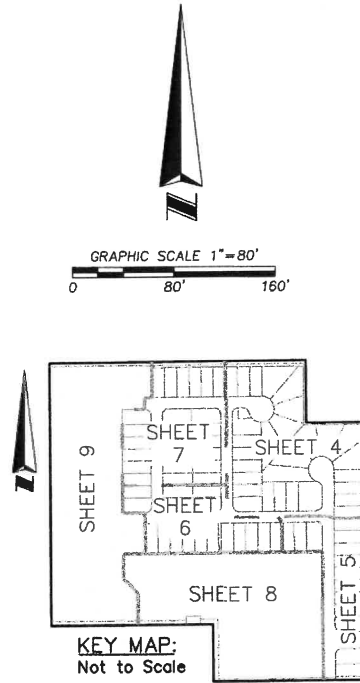 N
GRAPHIC SCALE 1"=80'
0 80' 160'
N
SHEET 9
SHEET 7
SHEET 4
SHEET 6
SHEET 5
SHEET 8
KEY MAP:
Not to Scale